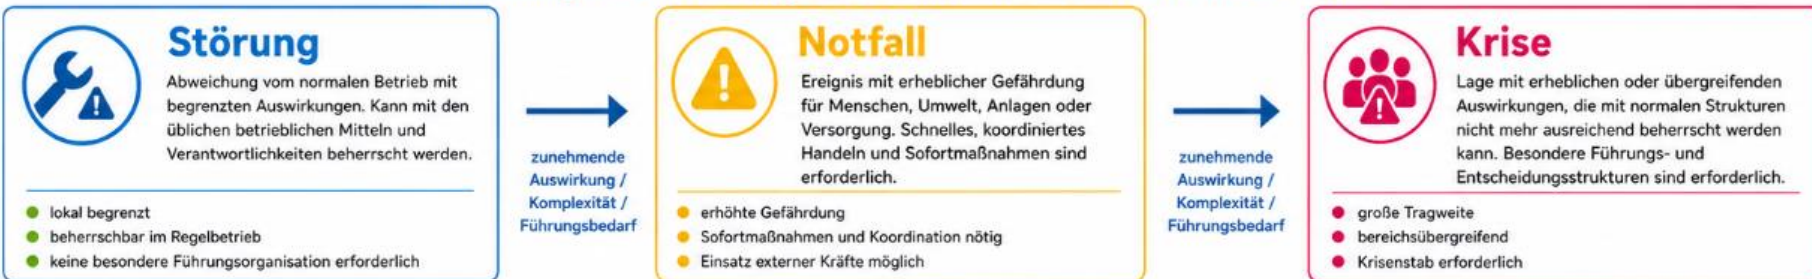 Störung
Abweichung vom normalen Betrieb mit
begrenzten Auswirkungen. Kann mit den
üblichen betrieblichen Mitteln und
Verantwortlichkeiten beherrscht werden.
lokal begrenzt
beherrschbar im Regelbetrieb
keine besondere Führungsorganisation erforderlich
zunehmende
Auswirkung /
Komplexität /
Führungsbedarf
Notfall
Ereignis mit erheblicher Gefährdung
für Menschen, Umwelt, Anlagen oder
Versorgung. Schnelles, koordiniertes
Handeln und Sofortmaßnahmen sind
erforderlich.
erhöhte Gefährdung
Sofortmaßnahmen und Koordination nötig
Einsatz externer Kräfte möglich
zunehmende
Auswirkung /
Komplexität /
Führungsbedarf
Krise
Lage mit erheblichen oder übergreifenden
Auswirkungen, die mit normalen Strukturen
nicht mehr ausreichend beherrscht werden
kann. Besondere Führungs- und
Entscheidungsstrukturen sind erforderlich.
große Tragweite
bereichsübergreifend
Krisenstab erforderlich